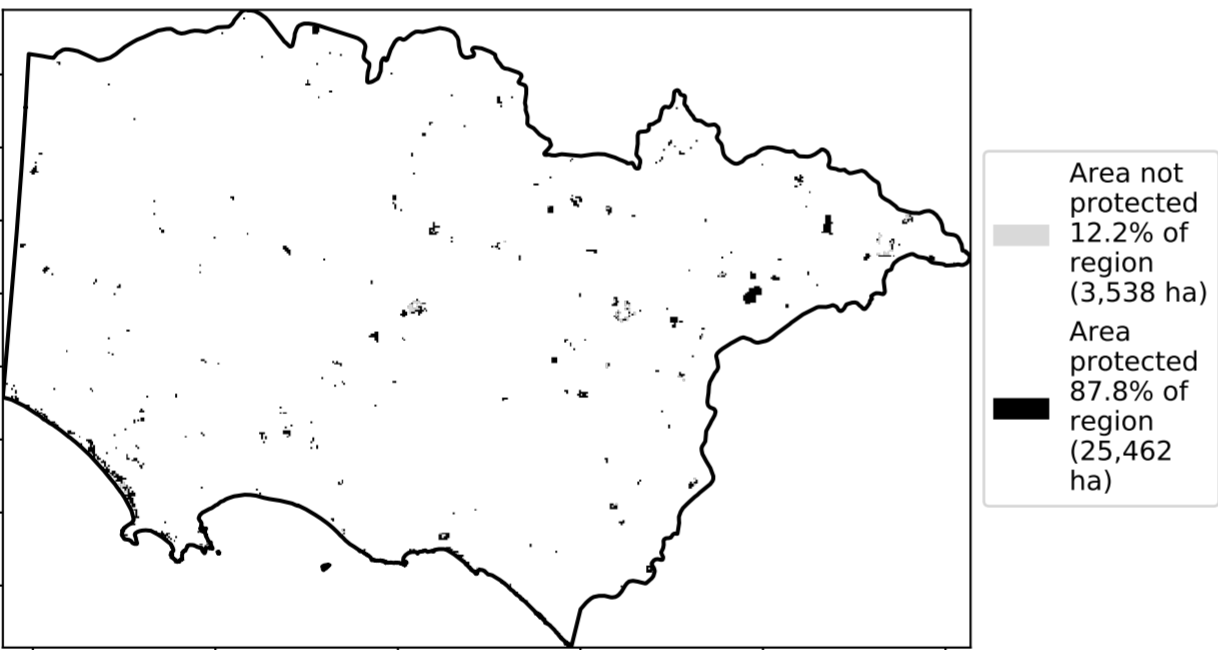 Area not
protected
12.2% of
region
(3,538 ha)
Area
protected
87.8% of
region
(25,462
ha)